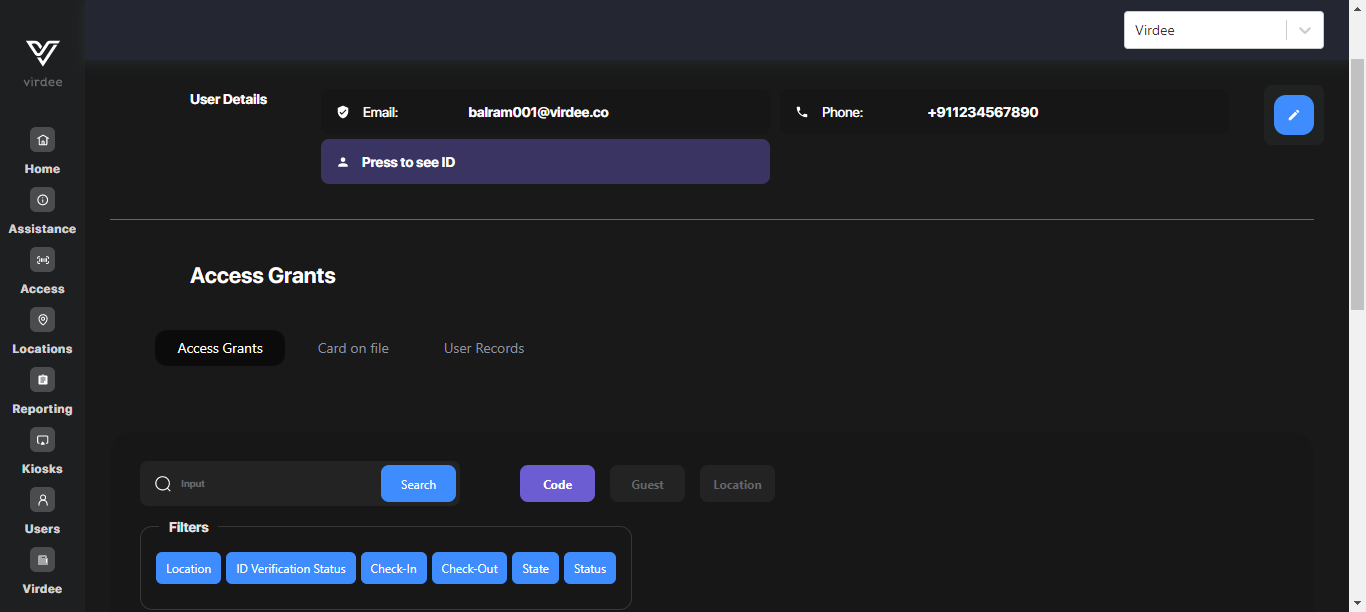 Virdee
virdee
User Details
Email: balram001@virdee.co
Phone: +911234567890
Press to see ID
Home
Assistance
Access
Locations
Reporting
Kiosks
Users
Virdee
Access Grants
Access Grants Card on file User Records
Input Search Code Guest Location
Filters
Location ID Verification Status Check-In Check-Out State Status